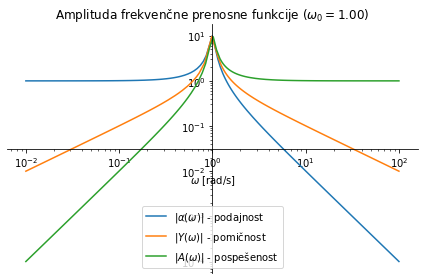 Amplituda frekvenčne prenosne funkcije (ω₀ = 1.00)
10¹
10⁰
10⁻¹
10⁻² 10⁻¹ 10⁰ 10¹ 10²
10⁻²
ω [rad/s]
|α(ω)| - podajnost
|Y(ω)| - pomičnost
|A(ω)| - pospešenost